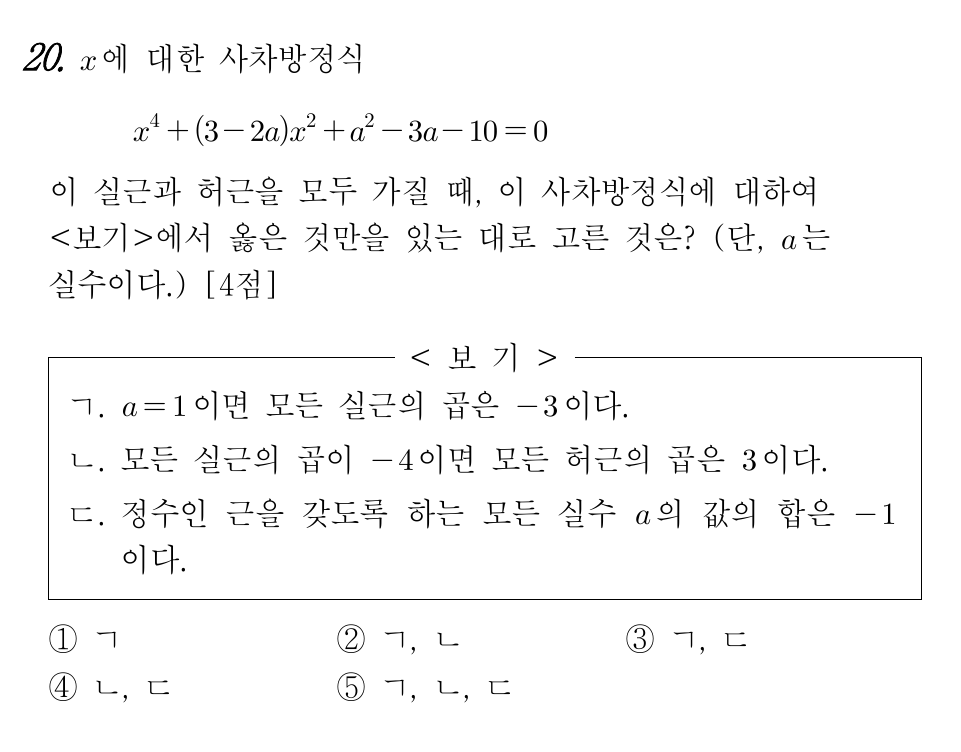 20. x에 대한 사차방정식
x⁴+(3−2a)x²+a²−3a−10=0
이 실근과 허근을 모두 가질 때, 이 사차방정식에 대하여
<보기>에서 옳은 것만을 있는 대로 고른 것은? (단, a는
실수이다.) [4점]
< 보 기 >
ㄱ. a=1이면 모든 실근의 곱은 −3이다.
ㄴ. 모든 실근의 곱이 −4이면 모든 허근의 곱은 3이다.
ㄷ. 정수인 근을 갖도록 하는 모든 실수 a의 값의 합은 −1
이다.
① ㄱ ② ㄱ, ㄴ ③ ㄱ, ㄷ
④ ㄴ, ㄷ ⑤ ㄱ, ㄴ, ㄷ